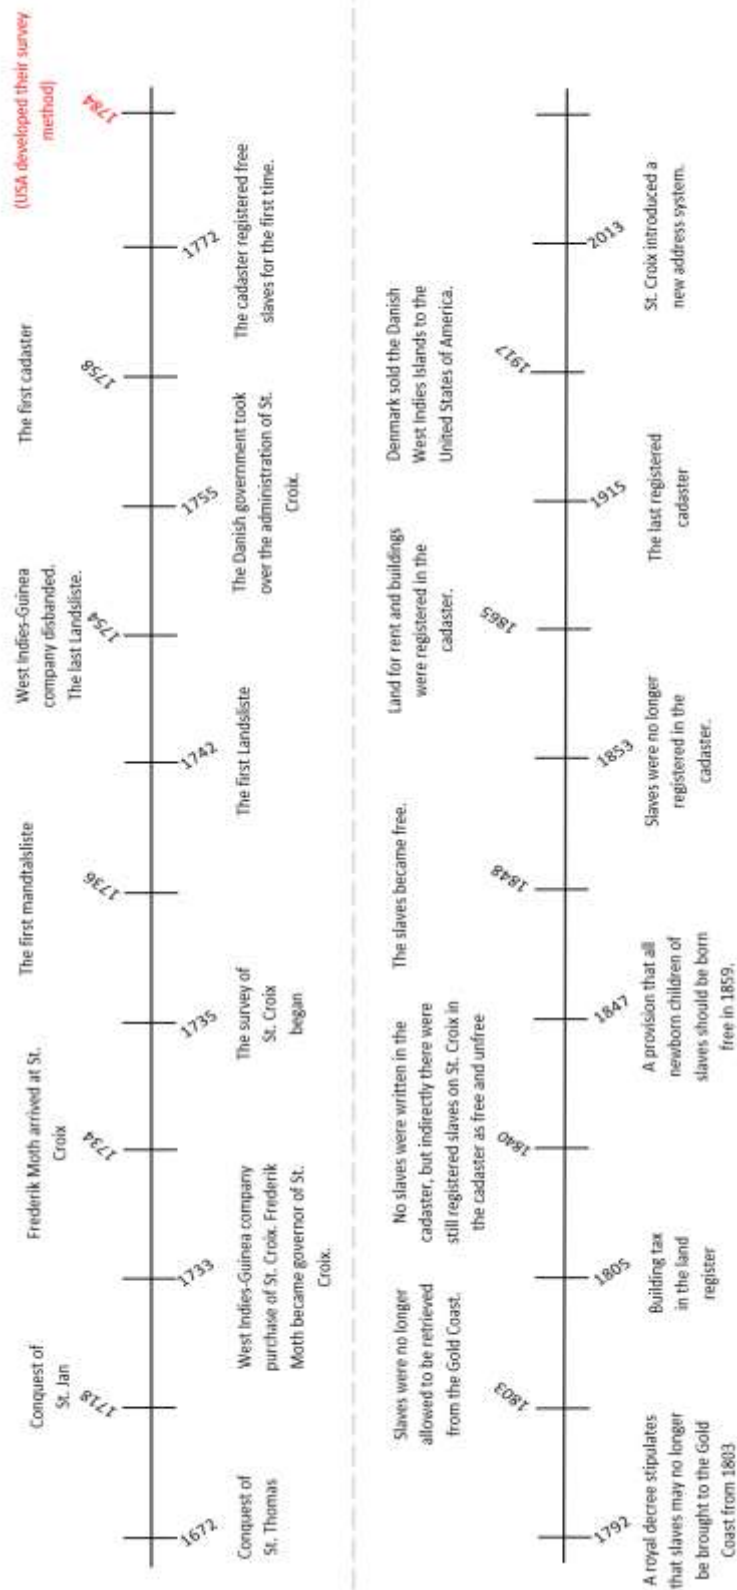 1672
Conquest of
St. Thomas
Conquest of
St. Jan
1718
1733
West Indies-Guinea company
purchase of St. Croix. Frederik
Moth became governor of St.
Croix.
Frederik Moth arrived at St.
Croix
1734
1735
The survey of
St. Croix
began
The first mandtalsliste
1736
1742
The first Landsliste
West Indies-Guinea
company disbanded.
The last Landsliste.
1754
1755
The Danish government took
over the administration of St.
Croix.
The first cadaster
1758
1772
The cadaster registered free
slaves for the first time.
(USA developed their survey
method)
1784
1792
A royal decree stipulates
that slaves may no longer
be brought to the Gold
Coast from 1803
Slaves were no longer
allowed to be retrieved
from the Gold Coast.
1803
1805
Building tax
in the land
register
No slaves were written in the
cadaster, but indirectly there were
still registered slaves on St. Croix in
the cadaster as free and unfree
1840
1847
A provision that all
newborn children of
slaves should be born
free in 1859.
The slaves became free.
1848
1853
Slaves were no longer
registered in the
cadaster.
Land for rent and buildings
were registered in the
cadaster.
1865
1915
The last registered
cadaster
Denmark sold the Danish
West Indies Islands to the
United States of America.
1917
2013
St. Croix introduced a
new address system.